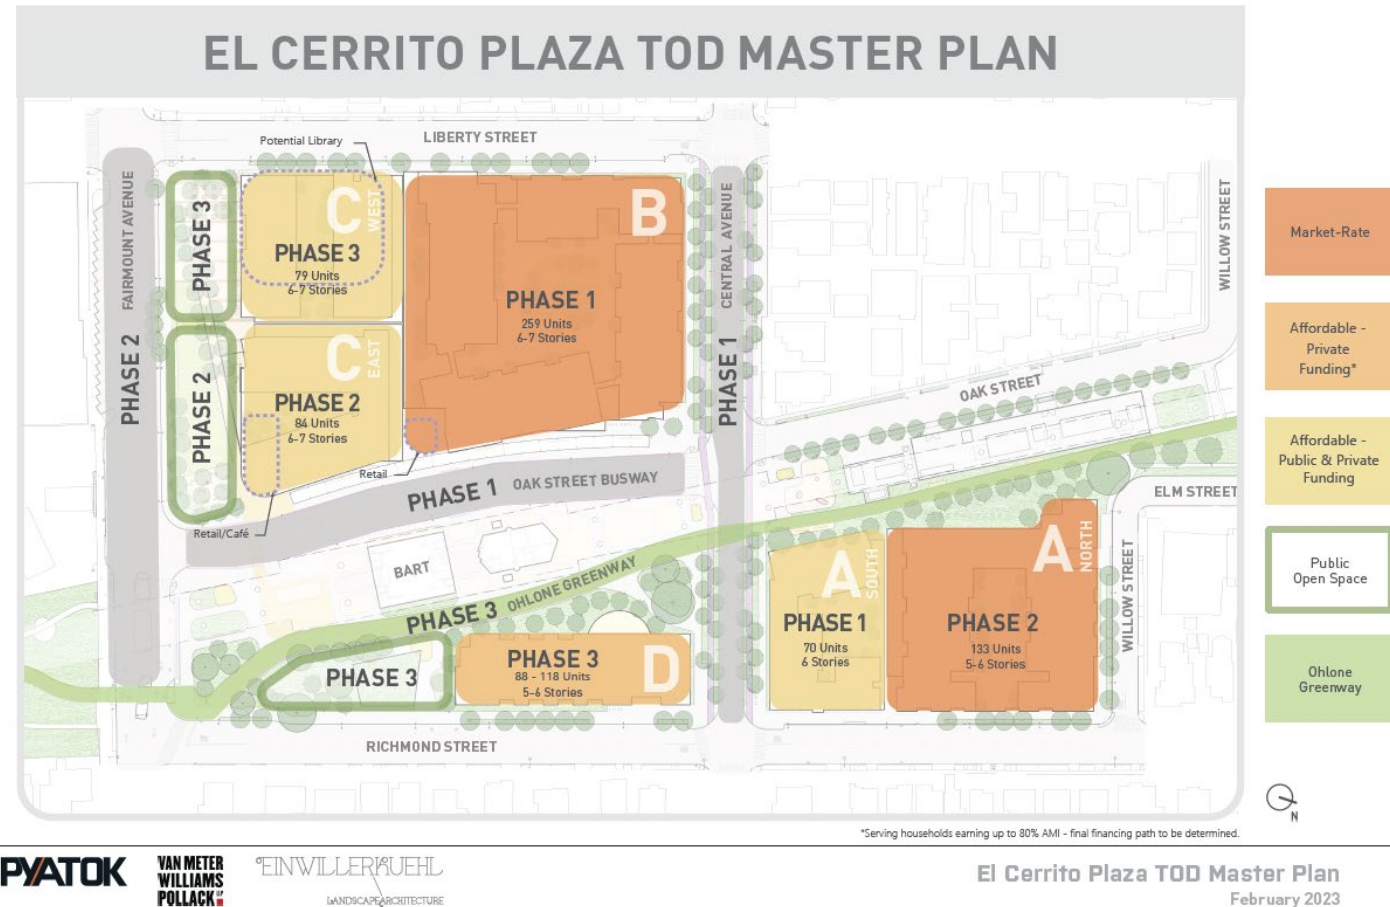 EL CERRITO PLAZA TOD MASTER PLAN
Potential Library
LIBERTY STREET
FAIRMOUNT AVENUE
PHASE 2
PHASE 3
PHASE 2
C
WEST
PHASE 3
79 Units
6-7 Stories
C
EAST
PHASE 2
84 Units
6-7 Stories
B
PHASE 1
259 Units
6-7 Stories
Retail
Retail/Café
CENTRAL AVENUE
PHASE 1
WILLOW STREET
OAK STREET
ELM STREET
WILLOW STREET
PHASE 1
OAK STREET BUSWAY
BART
PHASE 3
OHLONE GREENWAY
PHASE 3
D
PHASE 3
88 - 118 Units
5-6 Stories
A
SOUTH
PHASE 1
70 Units
6 Stories
A
NORTH
PHASE 2
133 Units
5-6 Stories
RICHMOND STREET
Market-Rate
Affordable -
Private
Funding*
Affordable -
Public & Private
Funding
Public
Open Space
Ohlone
Greenway
N
*Serving households earning up to 80% AMI - final financing path to be determined.
PYATOK
VAN METER
WILLIAMS
POLLACK
EINWILLERKUEHL
LANDSCAPEARCHITECTURE
El Cerrito Plaza TOD Master Plan
February 2023